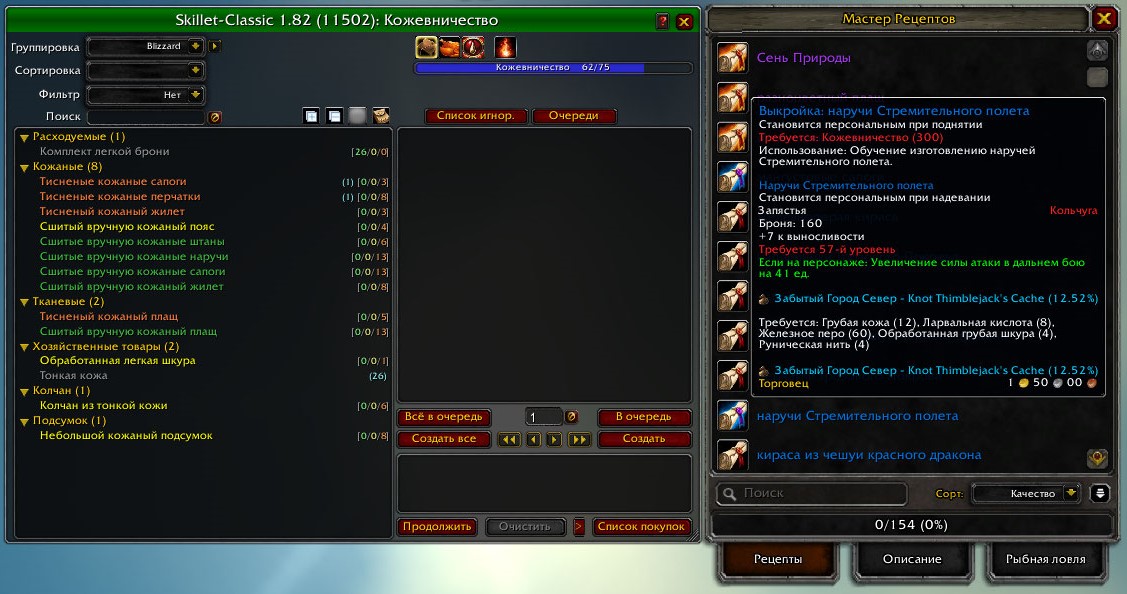 Skillet-Classic 1.82 (11502): Кожевничество
?
Группировка
Blizzard
Сортировка
Фильтр
Нет
Поиск
Кожевничество 62/75
Список игнор.
Очереди
Расходуемые (1)
Комплект легкой брони [26/0/0]
Кожаные (8)
Тисненые кожаные сапоги (1) [0/0/3]
Тисненые кожаные перчатки (1) [0/0/8]
Тисненый кожаный жилет [0/0/3]
Сшитый вручную кожаный пояс [0/0/4]
Сшитые вручную кожаные штаны [0/0/6]
Сшитые вручную кожаные наручи [0/0/13]
Сшитые вручную кожаные сапоги [0/0/13]
Сшитый вручную кожаный жилет [0/0/8]
Тканевые (2)
Тисненый кожаный плащ [0/0/5]
Сшитый вручную кожаный плащ [0/0/13]
Хозяйственные товары (2)
Обработанная легкая шкура [0/0/1]
Тонкая кожа (26)
Колчан (1)
Колчан из тонкой кожи [0/0/6]
Подсумок (1)
Небольшой кожаный подсумок [0/0/8]
Всё в очередь
1
В очередь
Создать все
Создать
Продолжить
Очистить
>
Список покупок
Мастер Рецептов
Сень Природы
Выкройка: наручи Стремительного полета
Становится персональным при поднятии
Требуется: Кожевничество (300)
Использование: Обучение изготовлению наручей
Стремительного полета.
Наручи Стремительного полета
Становится персональным при надевании
Запястья Кольчуга
Броня: 160
+7 к выносливости
Требуется 57-й уровень
Если на персонаже: Увеличение силы атаки в дальнем бою
на 41 ед.
Забытый Город Север - Knot Thimblejack's Cache (12.52%)
Требуется: Грубая кожа (12), Ларвальная кислота (8),
Железное перо (60), Обработанная грубая шкура (4),
Руническая нить (4)
Забытый Город Север - Knot Thimblejack's Cache (12.52%)
Торговец 1 50 00
наручи Стремительного полета
кираса из чешуи красного дракона
Поиск
Сорт:
Качество
0/154 (0%)
Рецепты
Описание
Рыбная ловля